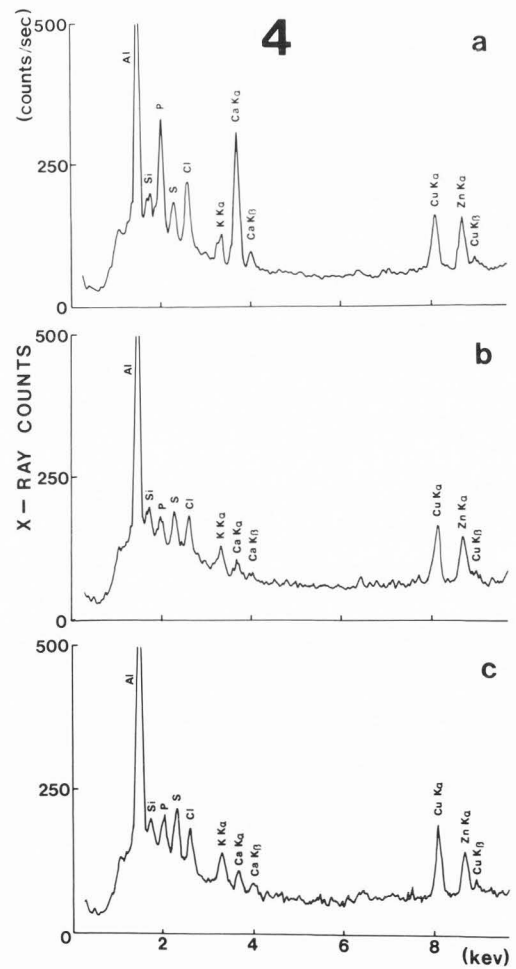 4
X-RAY COUNTS
(counts/sec)
a
500
250
0
Al
Si
P
S
Cl
K Kα
Ca Kα
Ca Kβ
Cu Kα
Zn Kα
Cu Kβ
b
500
250
0
Al
Si
P
S
Cl
K Kα
Ca Kα
Ca Kβ
Cu Kα
Zn Kα
Cu Kβ
c
500
250
0
Al
Si
P
S
Cl
K Kα
Ca Kα
Ca Kβ
Cu Kα
Zn Kα
Cu Kβ
2
4
6
8
(kev)